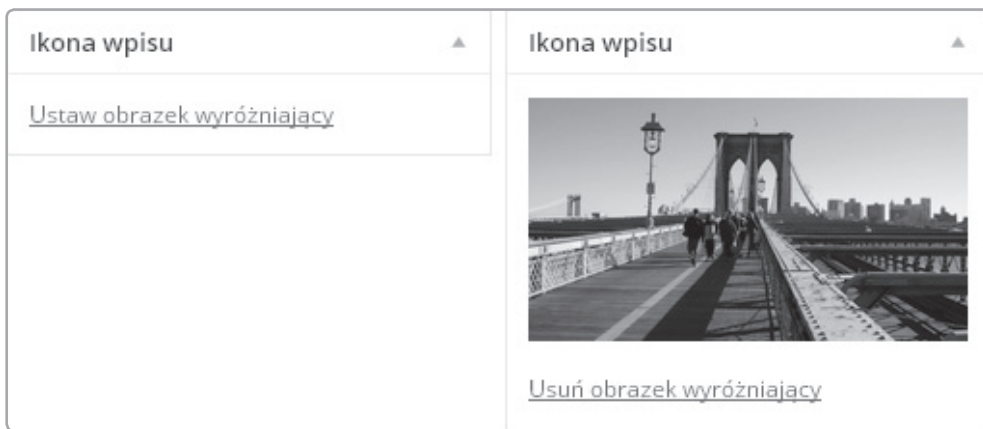 Ikona wpisu
Ustaw obrazek wyróżniający
Ikona wpisu
Usuń obrazek wyróżniający